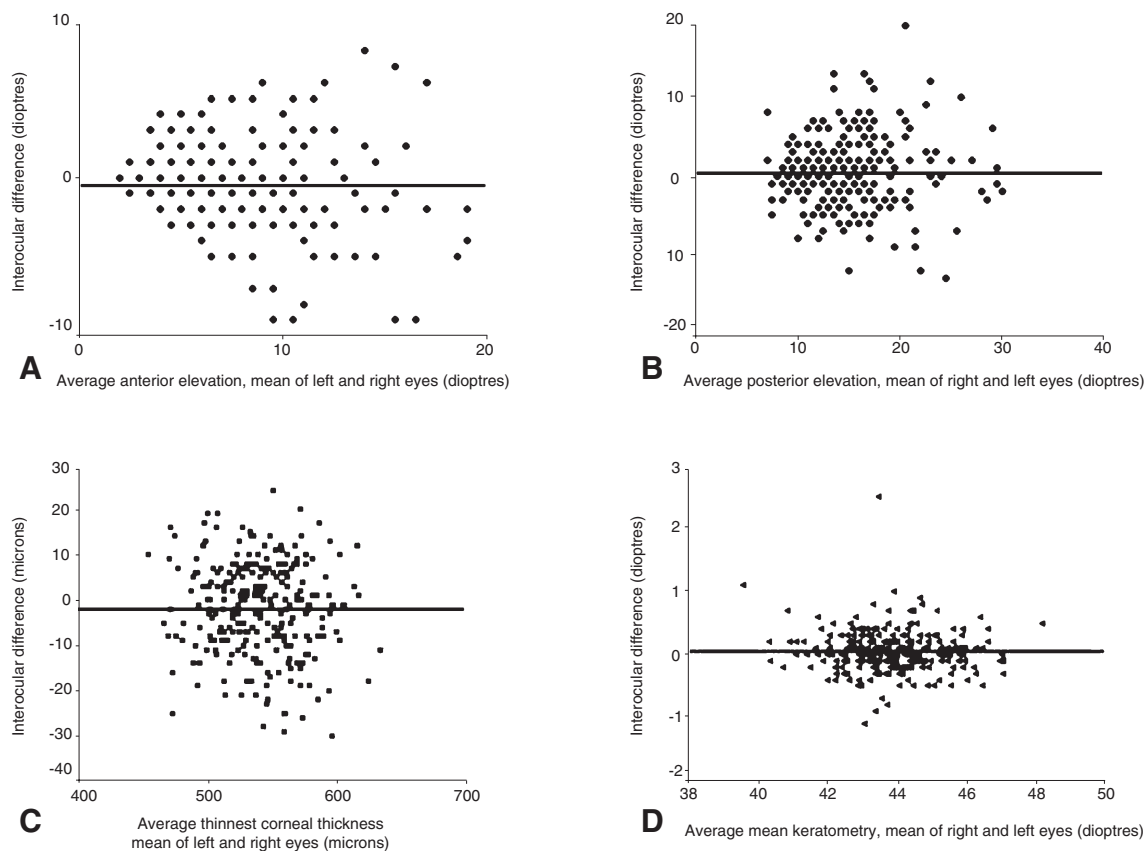 10
0
-10
Interocular difference (dioptres)
0 10 20
A Average anterior elevation, mean of left and right eyes (dioptres)
20
10
0
10
-20
Interocular difference (dioptres)
0 10 20 30 40
B Average posterior elevation, mean of right and left eyes (dioptres)
30
20
10
0
-10
-20
-30
-40
Interocular difference (microns)
400 500 600 700
C Average thinnest corneal thickness
mean of left and right eyes (microns)
3
2
1
0
-1
-2
Interocular difference (dioptres)
38 40 42 44 46 48 50
D Average mean keratometry, mean of right and left eyes (dioptres)